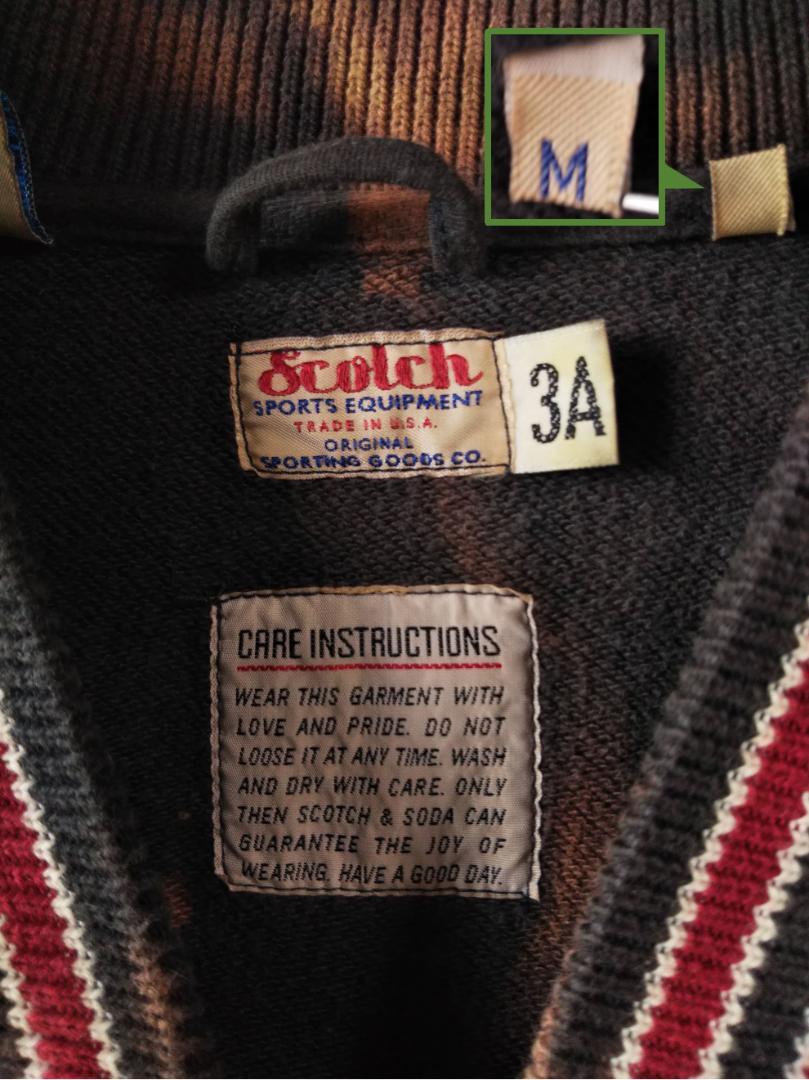 M
Scotch
SPORTS EQUIPMENT
TRADE IN U.S.A.
ORIGINAL
SPORTING GOODS CO.
3A
CARE INSTRUCTIONS
WEAR THIS GARMENT WITH
LOVE AND PRIDE. DO NOT
LOOSE IT AT ANY TIME. WASH
AND DRY WITH CARE. ONLY
THEN SCOTCH & SODA CAN
GUARANTEE THE JOY OF
WEARING. HAVE A GOOD DAY.